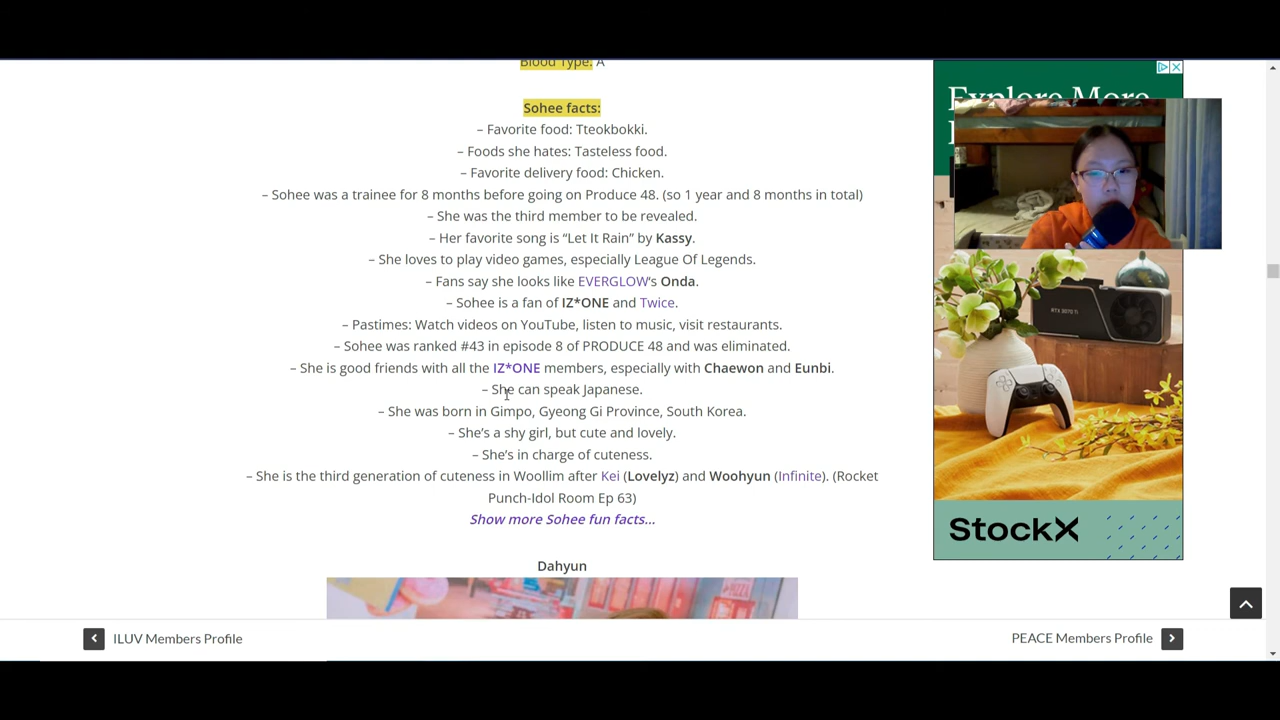 Blood Type: A
Sohee facts:
– Favorite food: Tteokbokki.
– Foods she hates: Tasteless food.
– Favorite delivery food: Chicken.
– Sohee was a trainee for 8 months before going on Produce 48. (so 1 year and 8 months in total)
– She was the third member to be revealed.
– Her favorite song is “Let It Rain” by Kassy.
– She loves to play video games, especially League Of Legends.
– Fans say she looks like EVERGLOW‘s Onda.
– Sohee is a fan of IZ*ONE and Twice.
– Pastimes: Watch videos on YouTube, listen to music, visit restaurants.
– Sohee was ranked #43 in episode 8 of PRODUCE 48 and was eliminated.
– She is good friends with all the IZ*ONE members, especially with Chaewon and Eunbi.
– She can speak Japanese.
– She was born in Gimpo, Gyeong Gi Province, South Korea.
– She’s a shy girl, but cute and lovely.
– She’s in charge of cuteness.
– She is the third generation of cuteness in Woollim after Kei (Lovelyz) and Woohyun (Infinite). (Rocket
Punch-Idol Room Ep 63)
Show more Sohee fun facts…
Dahyun
ILUV Members Profile
PEACE Members Profile
Explore More
RTX 3070 Ti
StockX